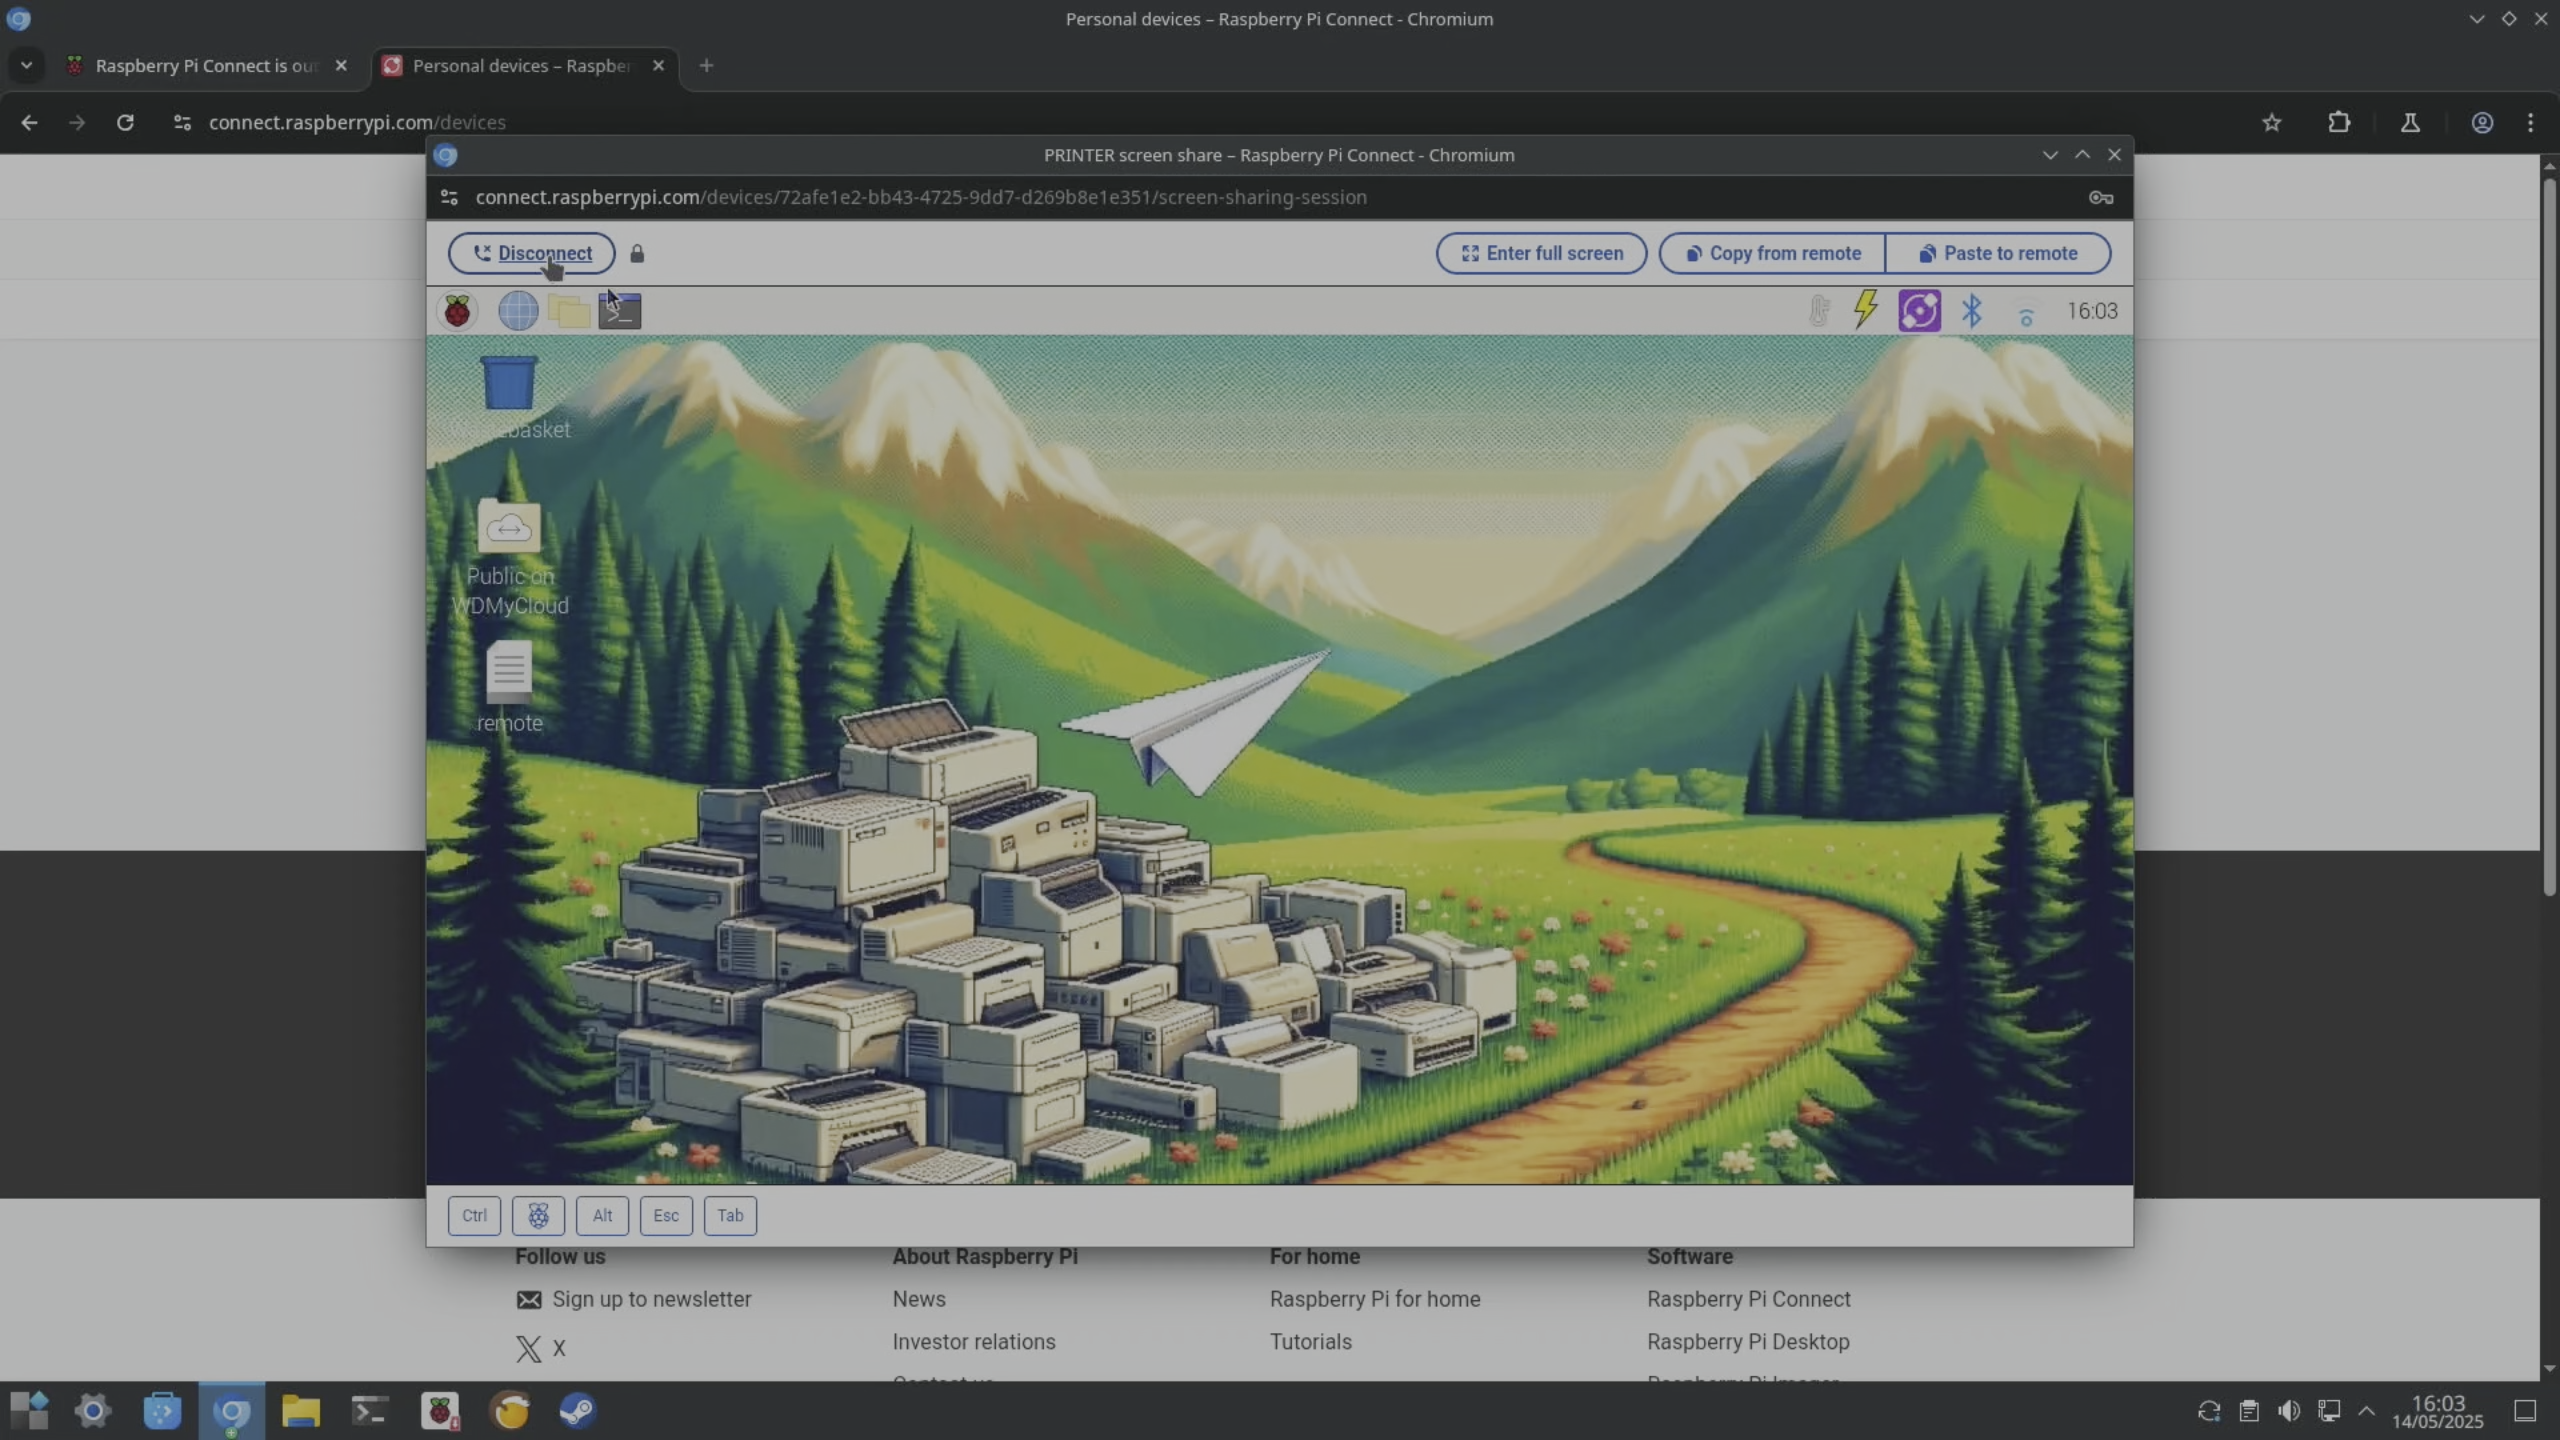 Personal devices – Raspberry Pi Connect - Chromium
Raspberry Pi Connect is ou
Personal devices – Raspber
connect.raspberrypi.com/devices
PRINTER screen share – Raspberry Pi Connect - Chromium
connect.raspberrypi.com/devices/72afe1e2-bb43-4725-9dd7-d269b8e1e351/screen-sharing-session
Disconnect
Enter full screen
Copy from remote
Paste to remote
16:03
Wastebasket
Public on
WDMyCloud
remote
Ctrl
Alt
Esc
Tab
Follow us
About Raspberry Pi
For home
Software
Sign up to newsletter
News
Raspberry Pi for home
Raspberry Pi Connect
X
Investor relations
Tutorials
Raspberry Pi Desktop
16:03
14/05/2025